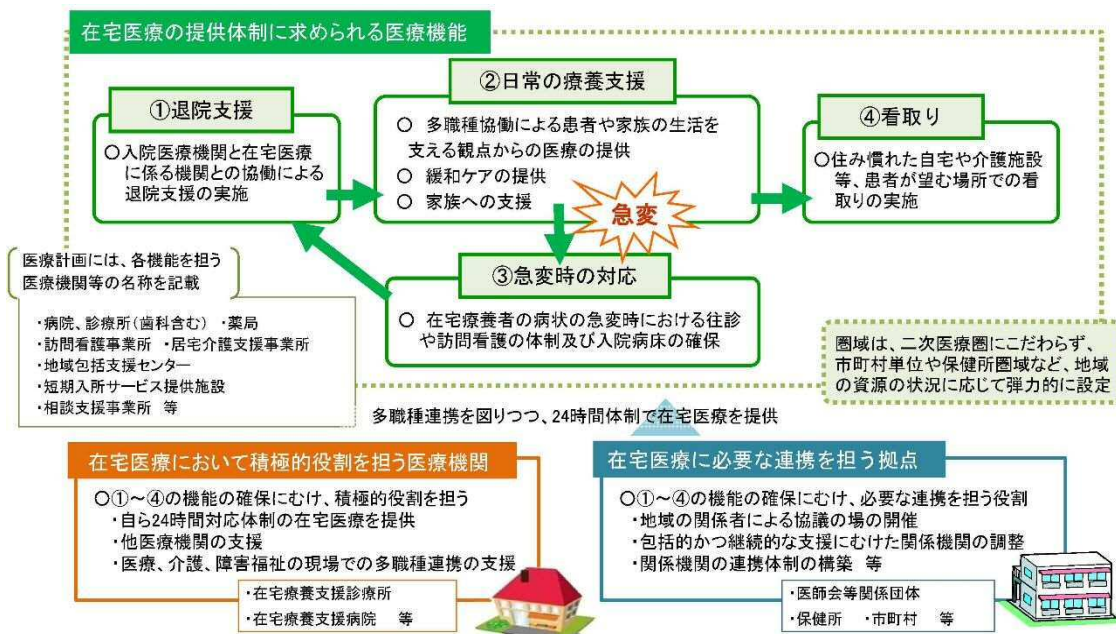 在宅医療の提供体制に求められる医療機能
①退院支援
○入院医療機関と在宅医療
に係る機関との協働による
退院支援の実施
②日常の療養支援
○ 多職種協働による患者や家族の生活を
支える観点からの医療の提供
○ 緩和ケアの提供
○ 家族への支援
急変
④看取り
○住み慣れた自宅や介護施設
等、患者が望む場所での看
取りの実施
③急変時の対応
○ 在宅療養者の病状の急変時における往診
や訪問看護の体制及び入院病床の確保
医療計画には、各機能を担う
医療機関等の名称を記載
・病院、診療所(歯科含む) ・薬局
・訪問看護事業所 ・居宅介護支援事業所
・地域包括支援センター
・短期入所サービス提供施設
・相談支援事業所 等
圏域は、二次医療圏にこだわらず、
市町村単位や保健所圏域など、地域
の資源の状況に応じて弾力的に設定
多職種連携を図りつつ、24時間体制で在宅医療を提供
在宅医療において積極的役割を担う医療機関
○①～④の機能の確保にむけ、積極的役割を担う
・自ら24時間対応体制の在宅医療を提供
・他医療機関の支援
・医療、介護、障害福祉の現場での多職種連携の支援
・在宅療養支援診療所
・在宅療養支援病院 等
在宅医療に必要な連携を担う拠点
○①～④の機能の確保にむけ、必要な連携を担う役割
・地域の関係者による協議の場の開催
・包括的かつ継続的な支援にむけた関係機関の調整
・関係機関の連携体制の構築 等
・医師会等関係団体
・保健所 ・市町村 等